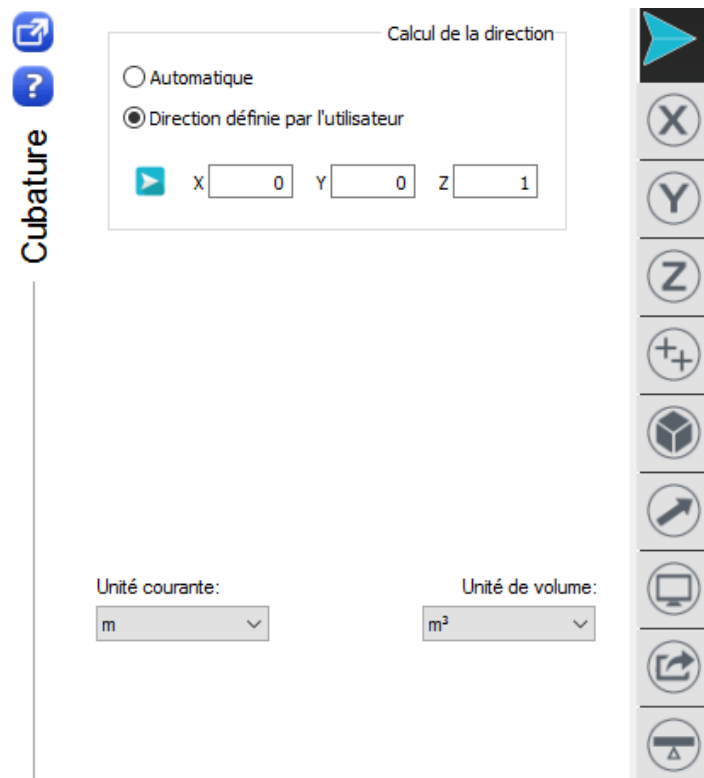 ?
Cubature
Calcul de la direction
Automatique
Direction définie par l'utilisateur
X 0 Y 0 Z 1
Unité courante: Unité de volume:
m m³
X
Y
Z